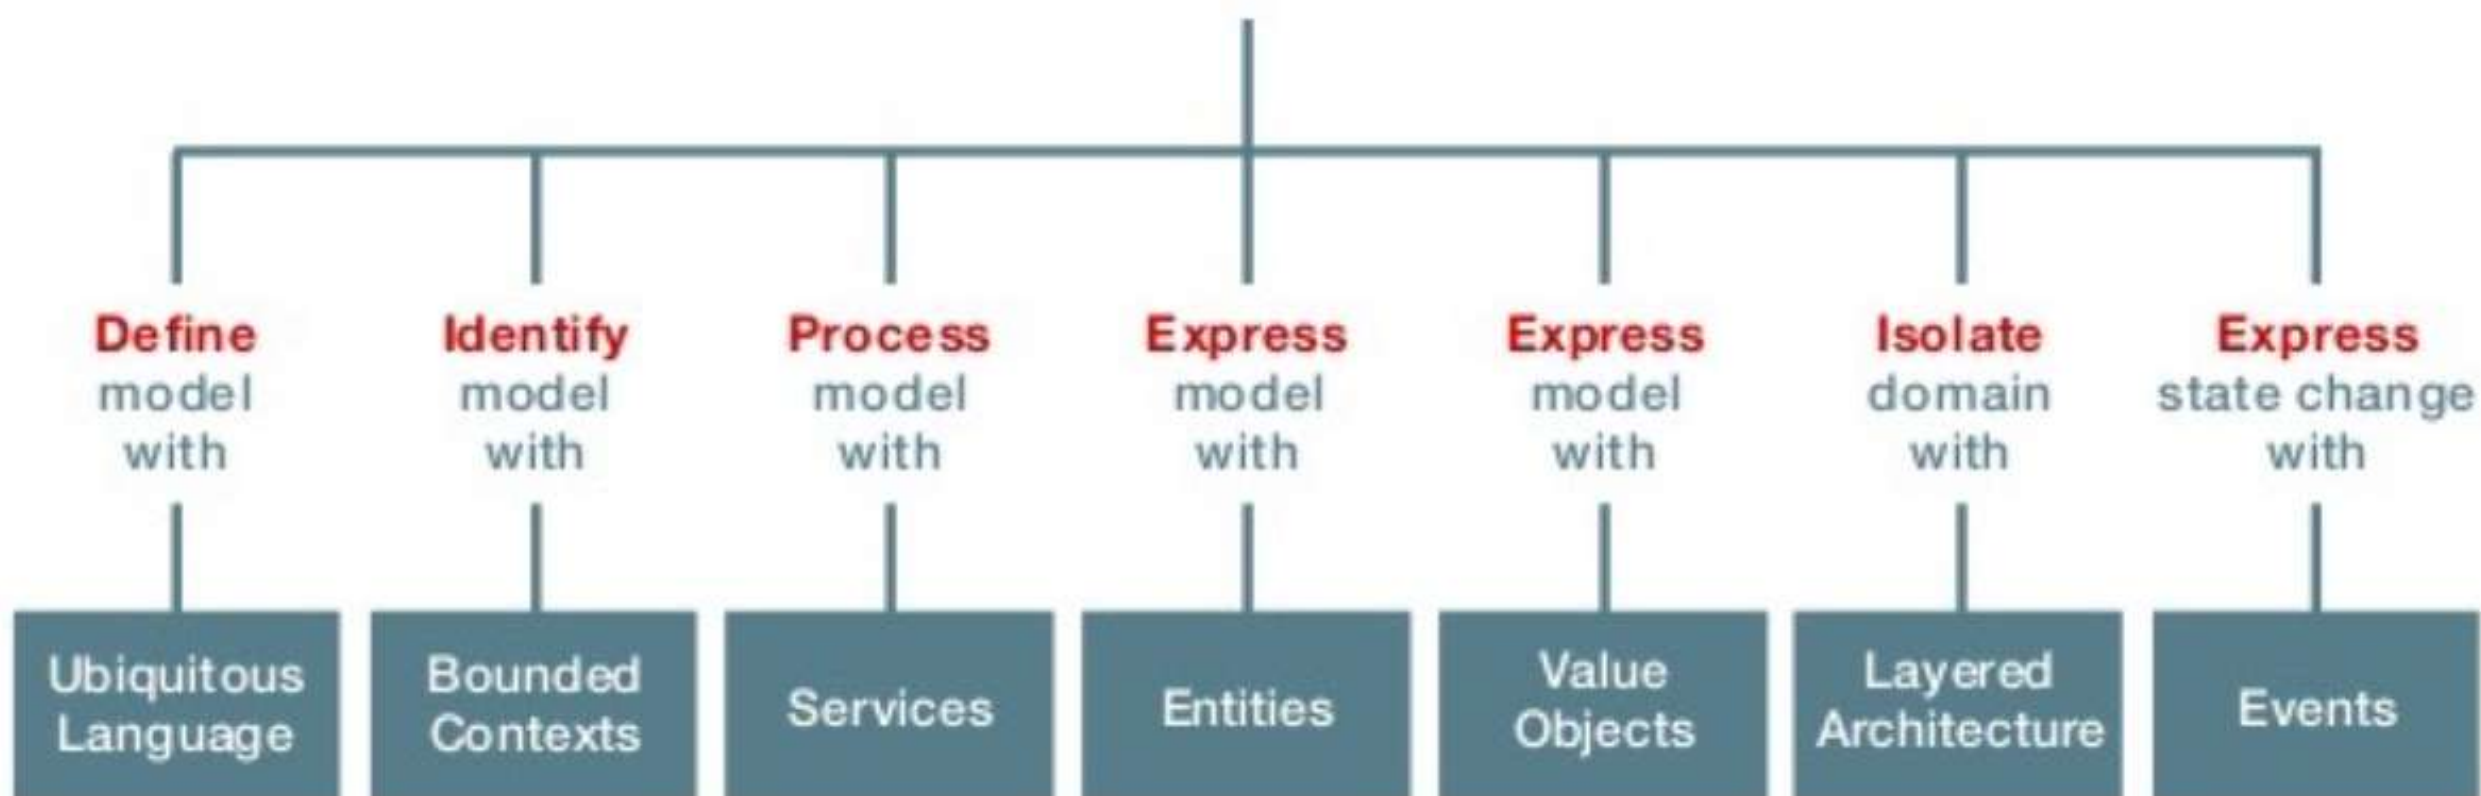 Define
model
with
Identify
model
with
Process
model
with
Express
model
with
Express
model
with
Isolate
domain
with
Express
state change
with
Ubiquitous
Language
Bounded
Contexts
Services
Entities
Value
Objects
Layered
Architecture
Events